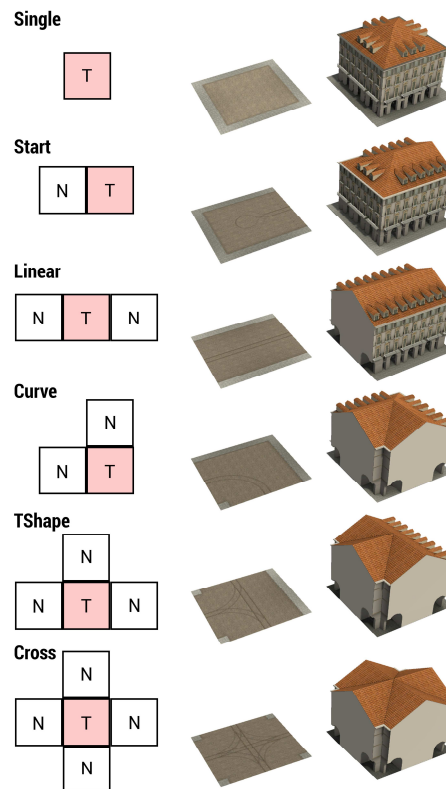 Single
T
Start
N T
Linear
N T N
Curve
N
N T
TShape
N
N T N
Cross
N
N T N
N